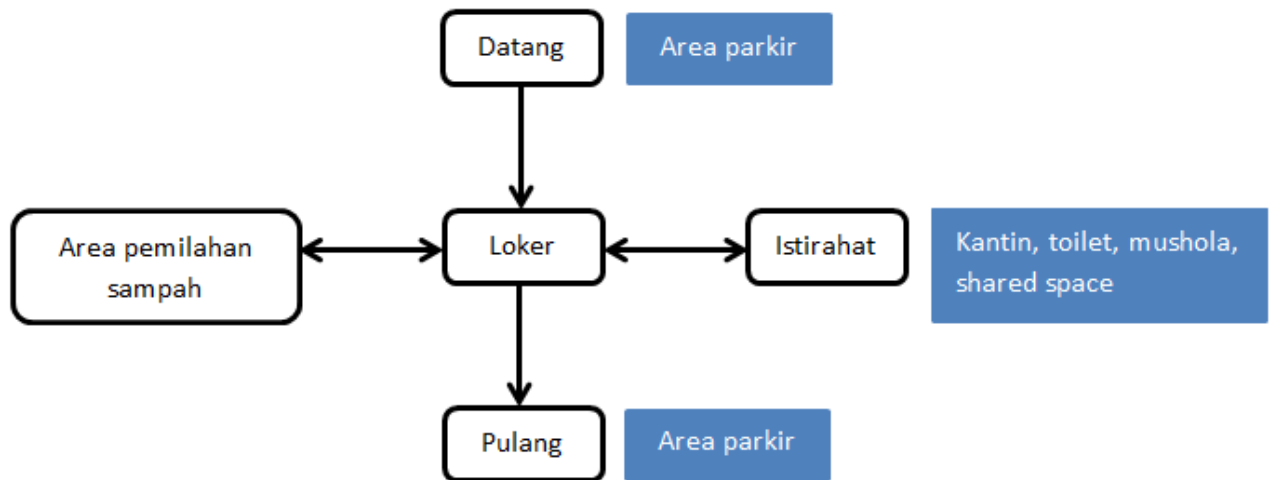 Datang
Area parkir
Area pemilahan
sampah
Loker
Istirahat
Kantin, toilet, mushola,
shared space
Pulang
Area parkir